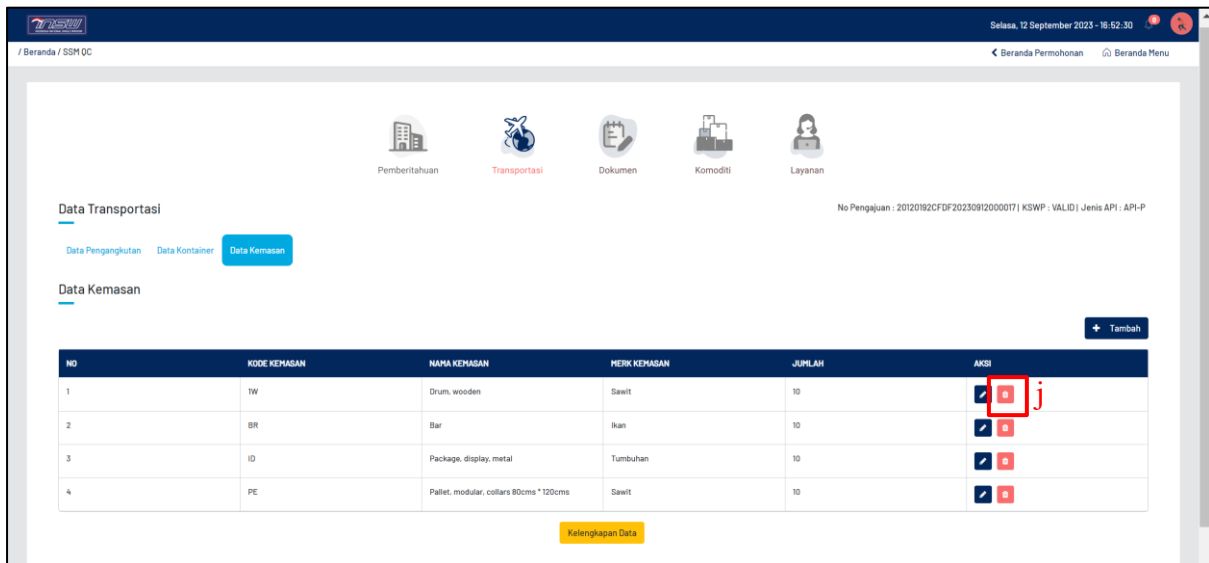 INSW
Selasa, 12 September 2023 - 16:52:30
0
/ Beranda / SSM QC
Beranda Permohonan
Beranda Menu
Pemberitahuan
Transportasi
Dokumen
Komoditi
Layanan
Data Transportasi
No Pengajuan : 20120192CFDF20230912000017 | KSWP : VALID | Jenis API : API-P
Data Pengangkutan
Data Kontainer
Data Kemasan
Data Kemasan
+ Tambah
NO KODE KEMASAN NAMA KEMASAN MERK KEMASAN JUMLAH AKSI
1 1W Drum, wooden Sawit 10
j
2 BR Bar Ikan 10
3 ID Package, display, metal Tumbuhan 10
4 PE Pallet, modular, collars 80cms * 120cms Sawit 10
Kelengkapan Data